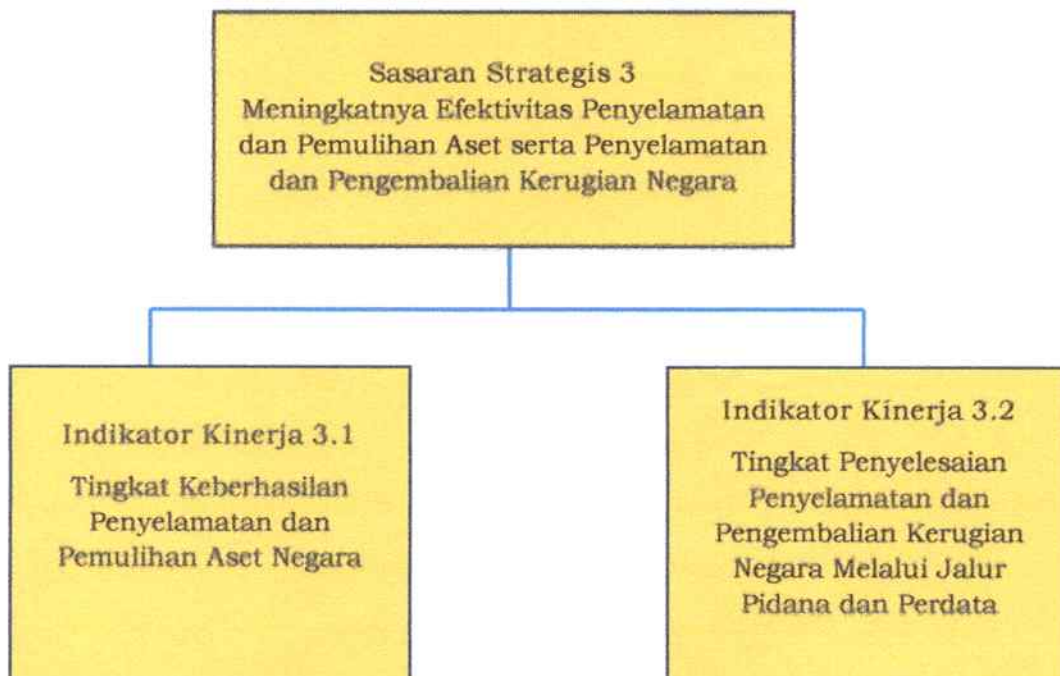 Sasaran Strategis 3
Meningkatnya Efektivitas Penyelamatan
dan Pemulihan Aset serta Penyelamatan
dan Pengembalian Kerugian Negara
Indikator Kinerja 3.1
Tingkat Keberhasilan
Penyelamatan dan
Pemulihan Aset Negara
Indikator Kinerja 3.2
Tingkat Penyelesaian
Penyelamatan dan
Pengembalian Kerugian
Negara Melalui Jalur
Pidana dan Perdata